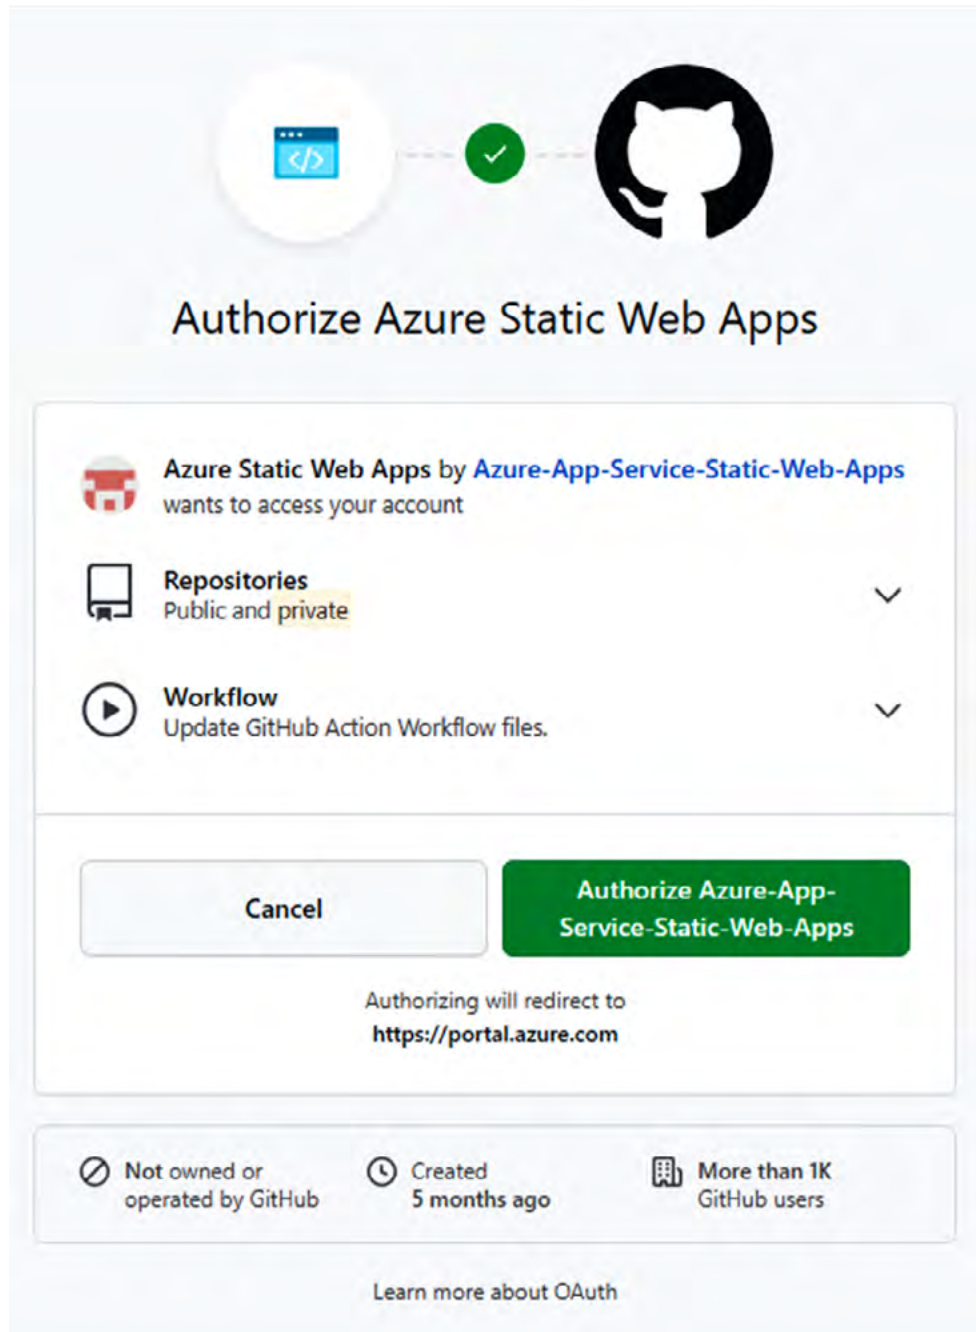 </>
Authorize Azure Static Web Apps
Azure Static Web Apps by Azure-App-Service-Static-Web-Apps
wants to access your account
Repositories
Public and private
Workflow
Update GitHub Action Workflow files.
Cancel
Authorize Azure-App-
Service-Static-Web-Apps
Authorizing will redirect to
https://portal.azure.com
Not owned or
operated by GitHub
Created
5 months ago
More than 1K
GitHub users
Learn more about OAuth